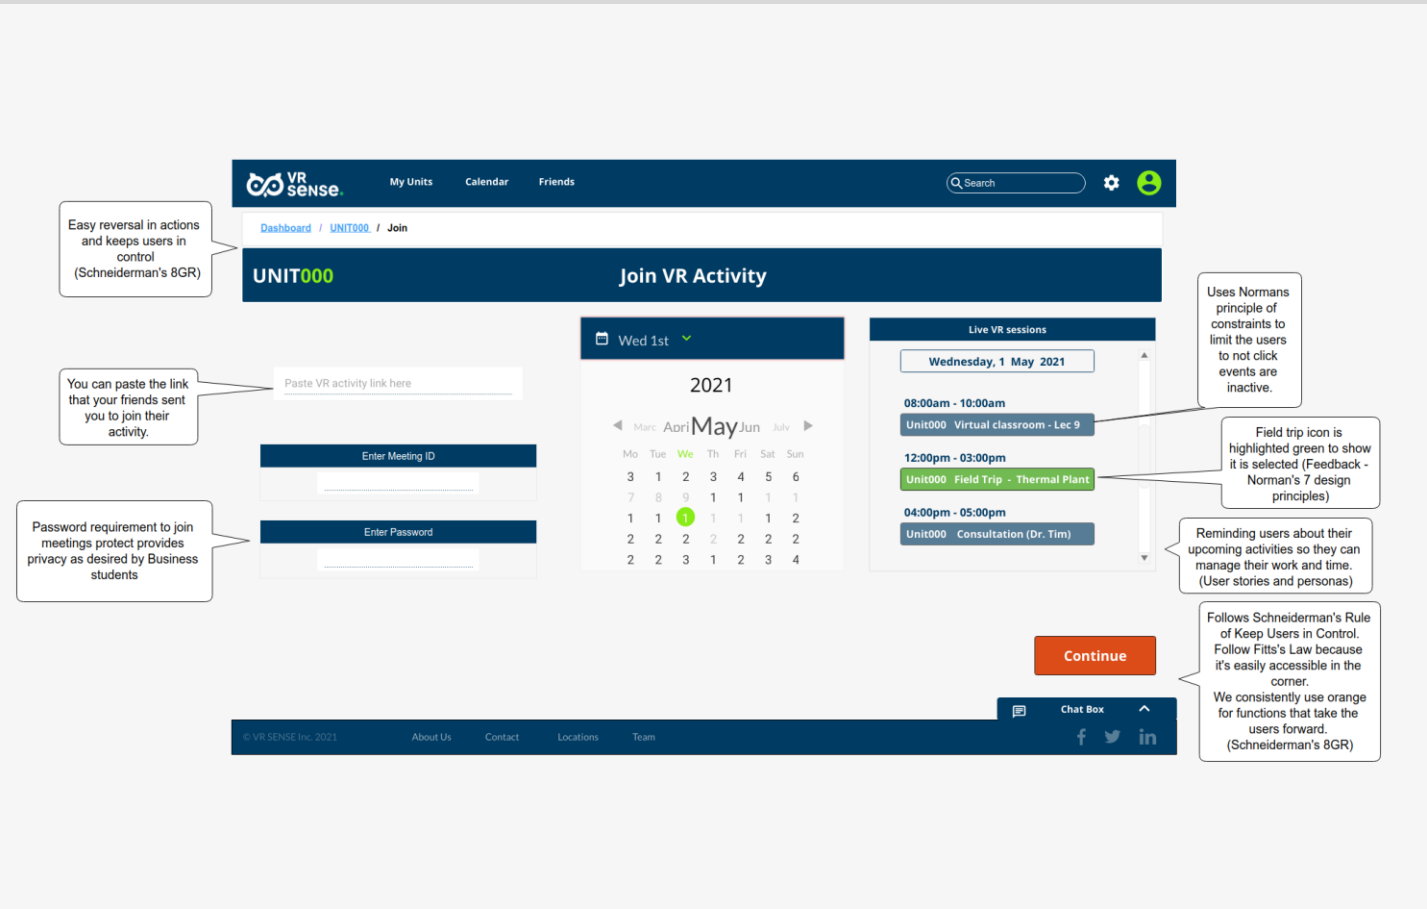 VR
sense.
My Units
Calendar
Friends
Search
Dashboard / UNIT000 / Join
UNIT000
Join VR Activity
Easy reversal in actions
and keeps users in
control
(Schneiderman's 8GR)
You can paste the link
that your friends sent
you to join their
activity.
Password requirement to join
meetings protect provides
privacy as desired by Business
students
Paste VR activity link here
Enter Meeting ID
Enter Password
Wed 1st
2021
Marc Apri May Jun July
Mo Tue We Th Fri Sat Sun
3 1 2 3 4 5 6
7 8 9 1 1 1 1
1 1 1 1 1 1 2
2 2 2 2 2 2 2
2 2 3 1 2 3 4
Live VR sessions
Wednesday, 1 May 2021
08:00am - 10:00am
Unit000 Virtual classroom - Lec 9
12:00pm - 03:00pm
Unit000 Field Trip - Thermal Plant
04:00pm - 05:00pm
Unit000 Consultation (Dr. Tim)
Uses Normans
principle of
constraints to
limit the users
to not click
events are
inactive.
Field trip icon is
highlighted green to show
it is selected (Feedback -
Norman's 7 design
principles)
Reminding users about their
upcoming activities so they can
manage their work and time.
(User stories and personas)
Follows Schneiderman's Rule
of Keep Users in Control.
Follow Fitts's Law because
it's easily accessible in the
corner.
We consistently use orange
for functions that take the
users forward.
(Schneiderman's 8GR)
Continue
Chat Box
© VR SENSE Inc. 2021
About Us
Contact
Locations
Team